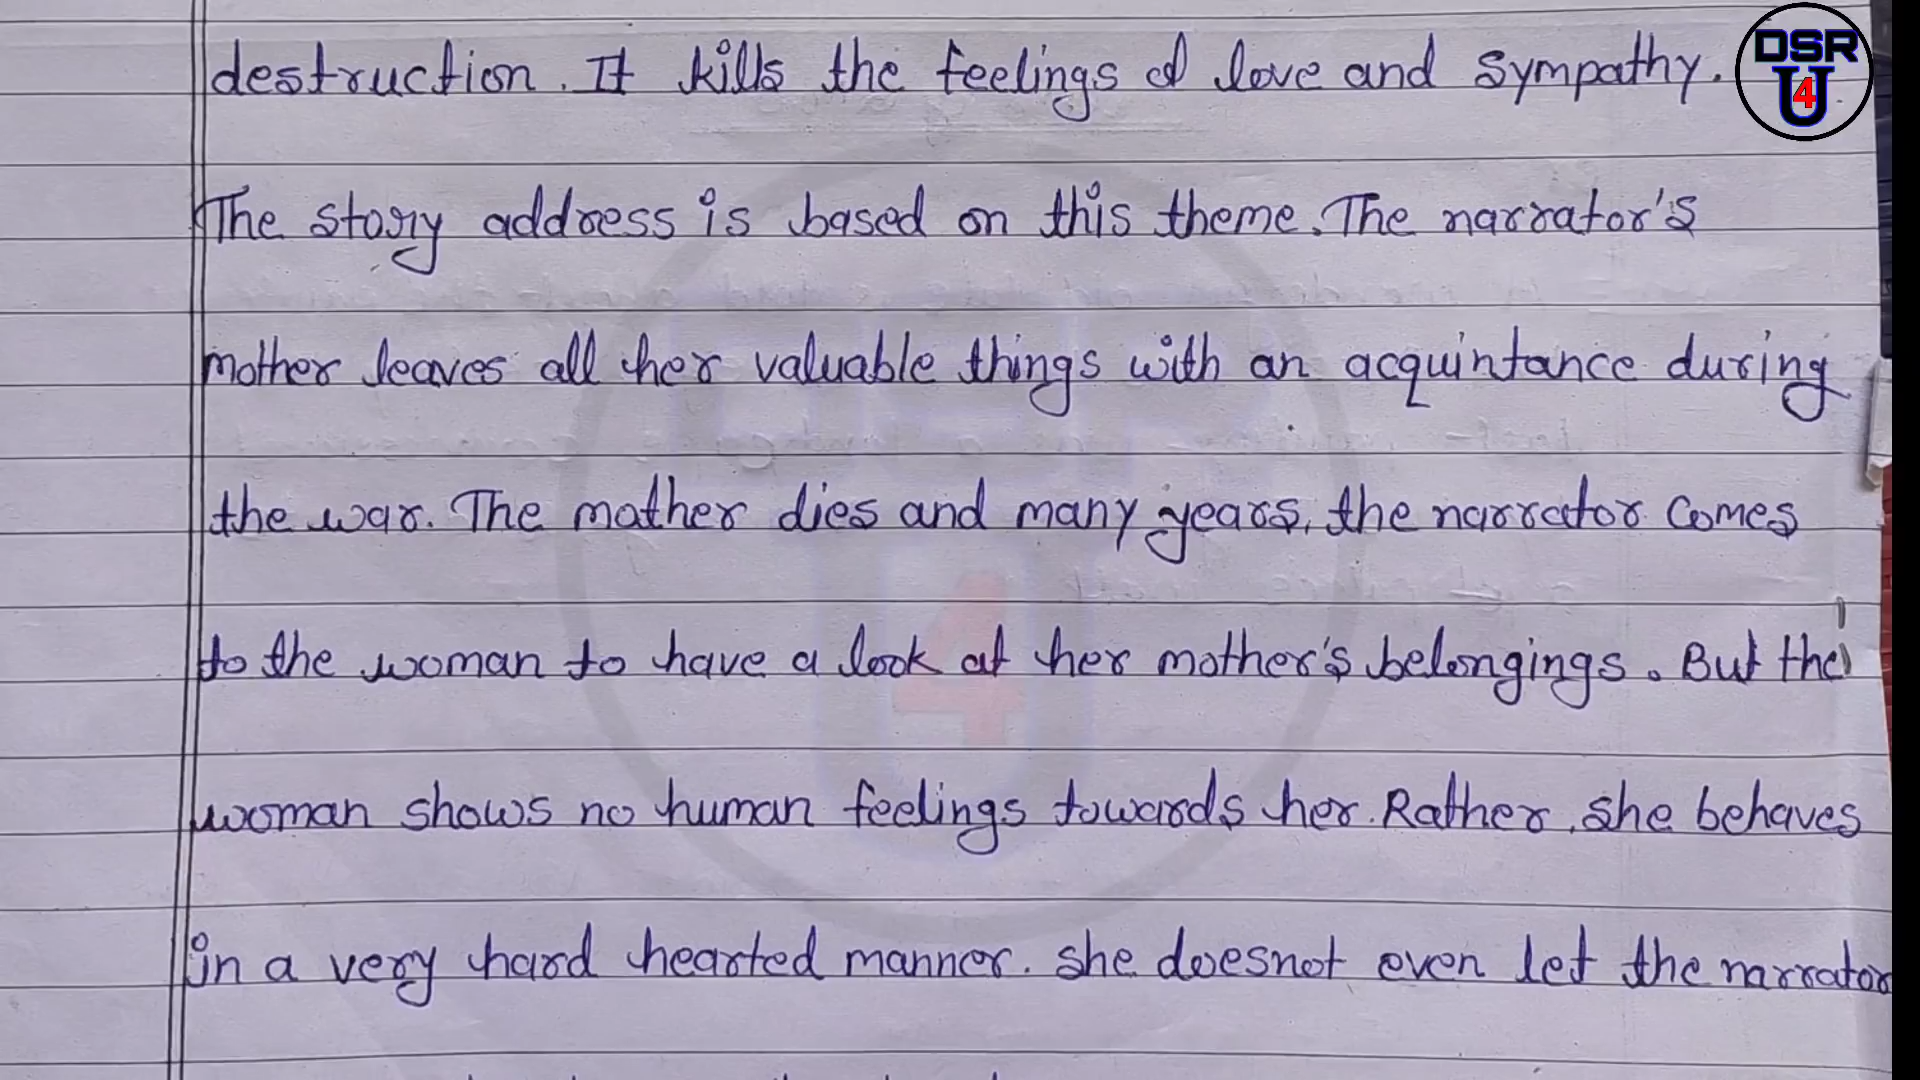 destruction. It kills the feelings of love and sympathy.
DSR
U
4
The story address is based on this theme. The narrator's
mother leaves all her valuable things with an acquintance during
the war. The mother dies and many years, the narrator comes
to the woman to have a look at her mother's belongings. But the
woman shows no human feelings towards her. Rather, she behaves
in a very hard hearted manner. she doesnot even let the narrator